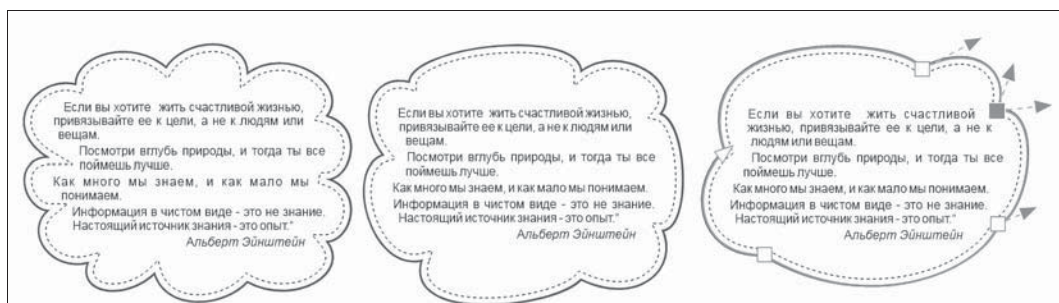 Если вы хотите жить счастливой жизнью,
привязывайте ее к цели, а не к людям или
вещам.
Посмотри вглубь природы, и тогда ты все
поймешь лучше.
Как много мы знаем, и как мало мы
понимаем.
Информация в чистом виде - это не знание.
Настоящий источник знания - это опыт."
Альберт Эйнштейн
Если вы хотите жить счастливой жизнью,
привязывайте ее к цели, а не к людям или
вещам.
Посмотри вглубь природы, и тогда ты все
поймешь лучше.
Как много мы знаем, и как мало мы понимаем.
Информация в чистом виде - это не знание.
Настоящий источник знания - это опыт."
Альберт Эйнштейн
Если вы хотите жить счастливой
жизнью, привязывайте ее к цели, а не к
людям или вещам.
Посмотри вглубь природы, и тогда ты все
поймешь лучше.
Как много мы знаем, и как мало мы понимаем.
Информация в чистом виде - это не знание.
Настоящий источник знания - это опыт."
Альберт Эйнштейн